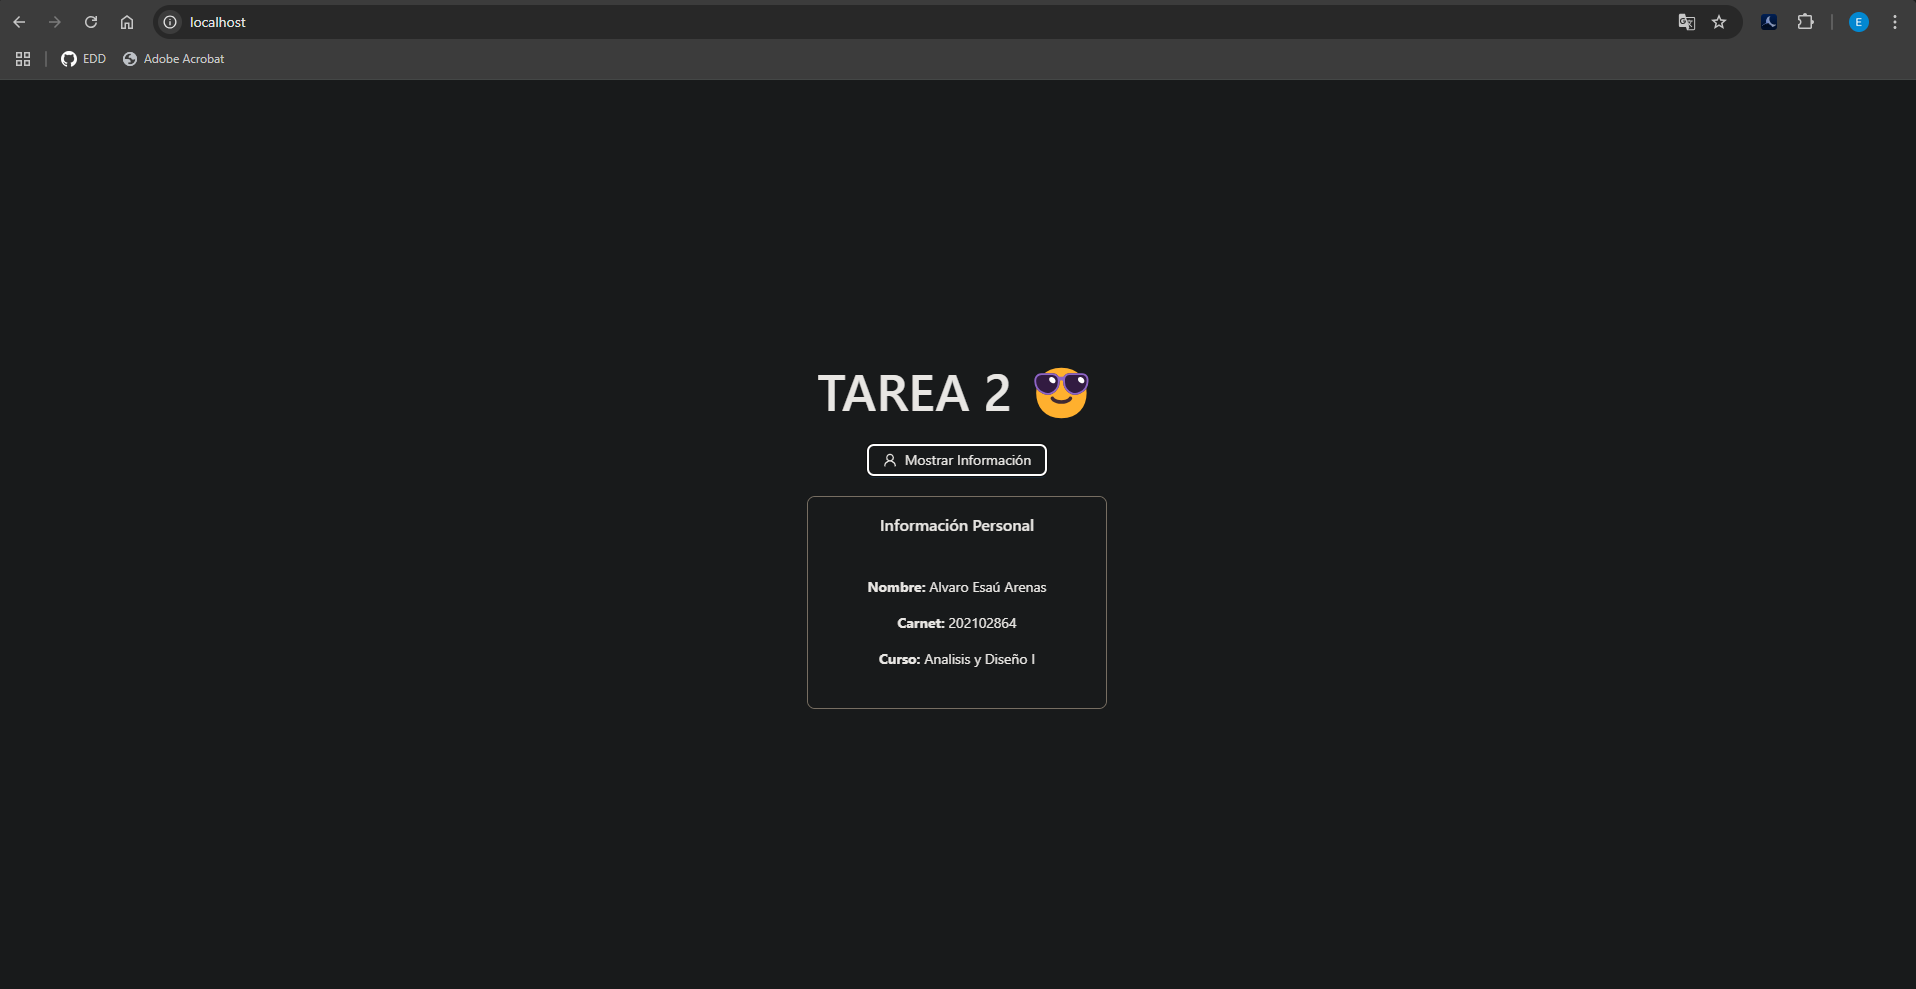 localhost
E
EDD
Adobe Acrobat
TAREA 2 😎
Mostrar Información
Información Personal
Nombre: Alvaro Esaú Arenas
Carnet: 202102864
Curso: Analisis y Diseño I